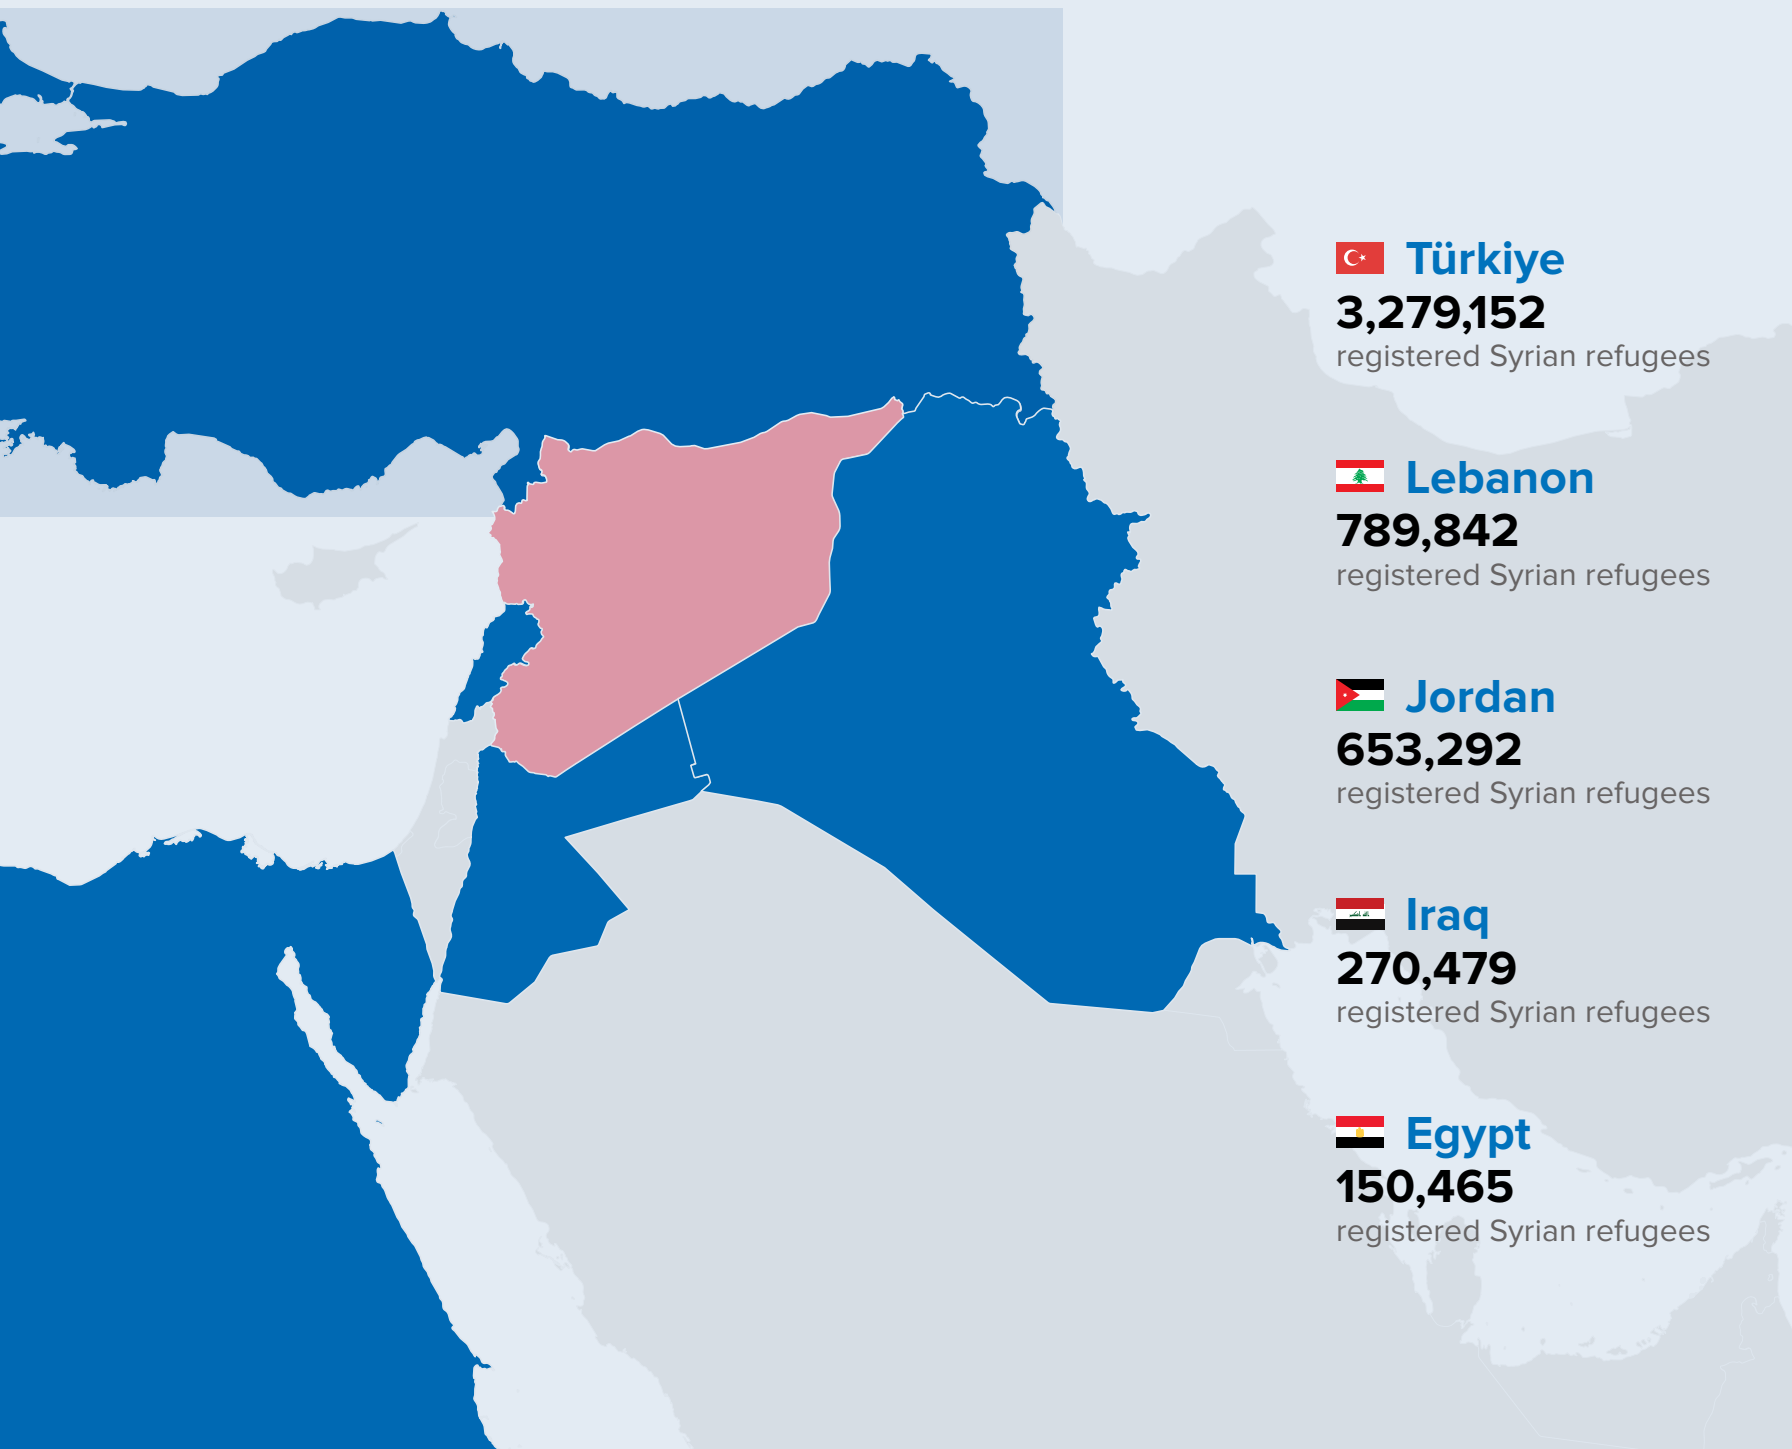 Türkiye
3,279,152
registered Syrian refugees
Lebanon
789,842
registered Syrian refugees
Jordan
653,292
registered Syrian refugees
Iraq
270,479
registered Syrian refugees
Egypt
150,465
registered Syrian refugees